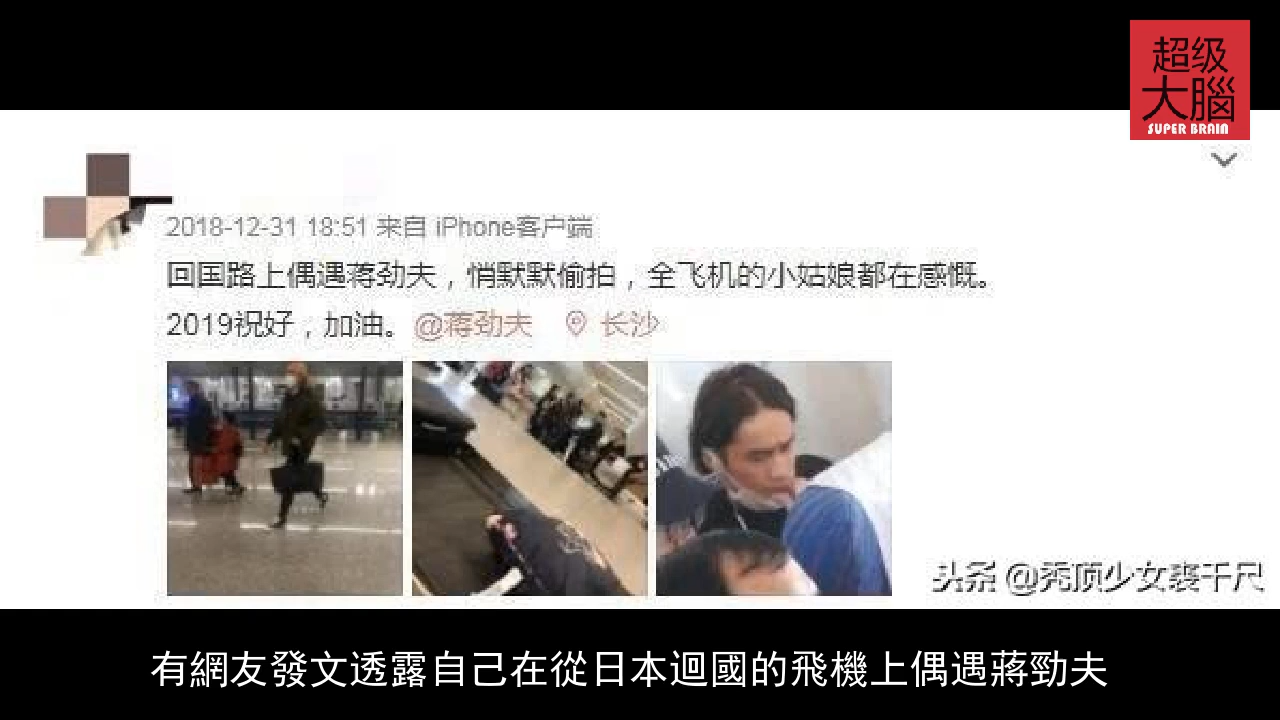 超级
大腦
SUPER BRAIN
2018-12-31 18:51 来自 iPhone客户端
回国路上偶遇蒋劲夫，悄默默偷拍，全飞机的小姑娘都在感慨。
2019祝好，加油。@蒋劲夫 长沙
头条 @秃顶少女裘千尺
有網友發文透露自己在從日本迴國的飛機上偶遇蔣勁夫